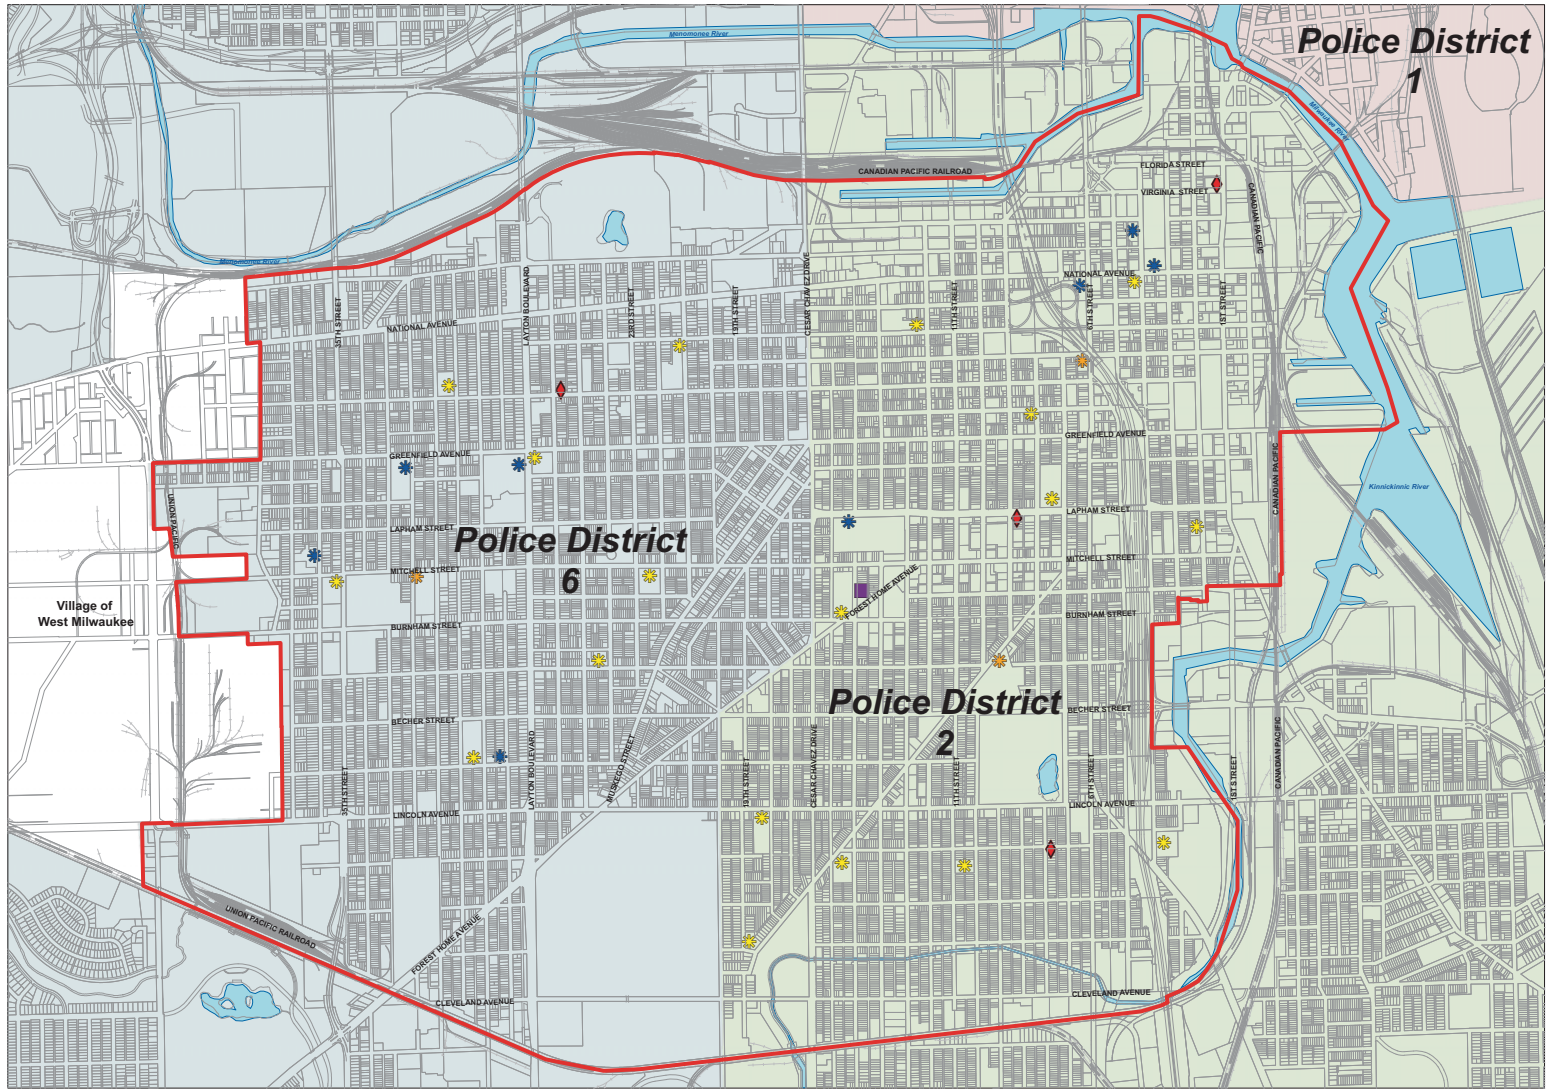 Police District
1
Menomonee River
Milwaukee River
FLORIDA STREET
CANADIAN PACIFIC RAILROAD
VIRGINIA STREET
CANADIAN PACIFIC
Menomonee River
NATIONAL AVENUE
LAYTON BOULEVARD
CESAR CHAVEZ DRIVE
35TH STREET
23RD STREET
19TH STREET
11TH STREET
6TH STREET
1ST STREET
NATIONAL AVENUE
GREENFIELD AVENUE
GREENFIELD AVENUE
CANADIAN PACIFIC
Kinnickinnic River
UNION PACIFIC
LAPHAM STREET
LAPHAM STREET
Police District
6
MITCHELL STREET
MITCHELL STREET
FOREST HOME AVENUE
Village of
West Milwaukee
BURNHAM STREET
BURNHAM STREET
Police District
2
BECHER STREET
BECHER STREET
35TH STREET
LAYTON BOULEVARD
MUSKEGO STREET
19TH STREET
CESAR CHAVEZ DRIVE
11TH STREET
6TH STREET
1ST STREET
CANADIAN PACIFIC
LINCOLN AVENUE
LINCOLN AVENUE
UNION PACIFIC RAILROAD
FOREST HOME AVENUE
CLEVELAND AVENUE
CLEVELAND AVENUE